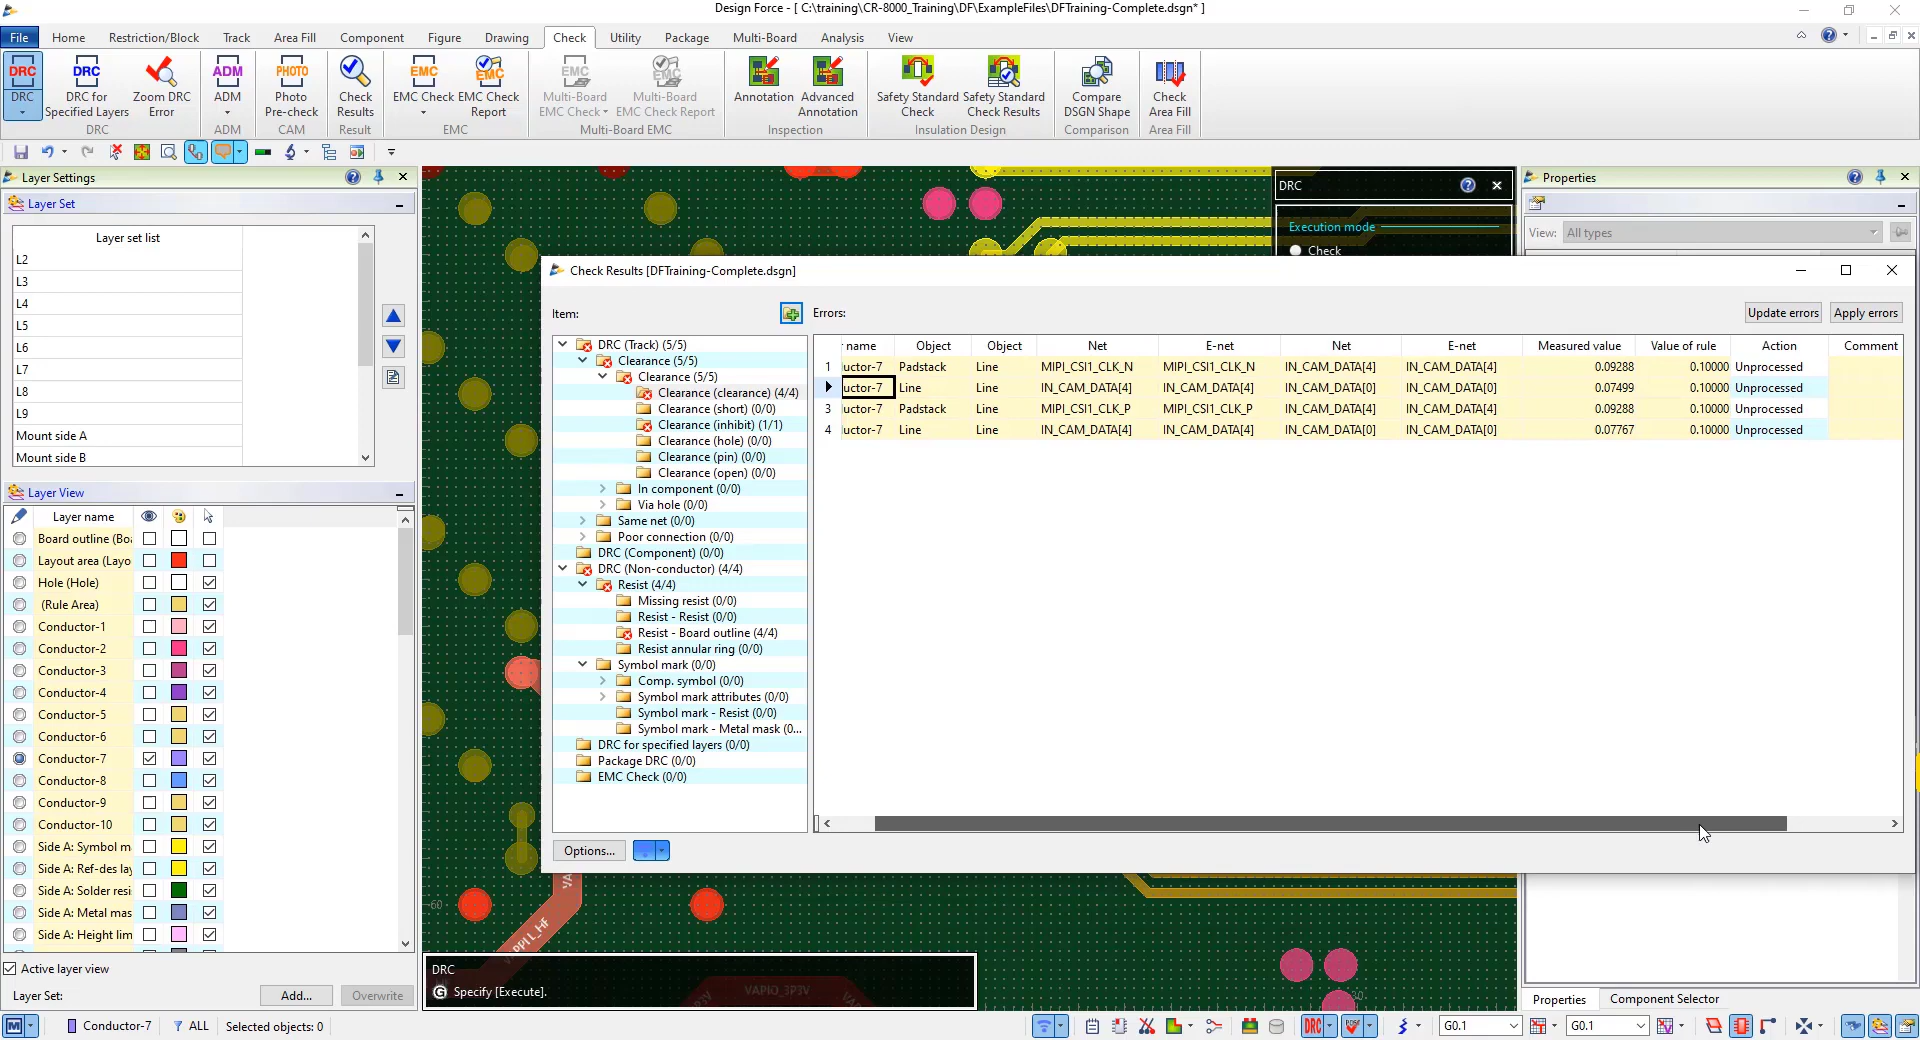 Design Force - [ C:\training\CR-8000_Training\DF\ExampleFiles\DFTraining-Complete.dsgn* ]
File Home Restriction/Block Track Area Fill Component Figure Drawing Check Utility Package Multi-Board Analysis View
DRC DRC ADM PHOTO EMC EMC EMC EMC
DRC DRC for Specified Layers Zoom DRC Error ADM Photo Pre-check Check Results EMC Check EMC Check Report Multi-Board EMC Check Multi-Board EMC Check Report Annotation Advanced Annotation Safety Standard Check Safety Standard Check Results Compare DSGN Shape Check Area Fill
DRC ADM CAM Result EMC Multi-Board EMC Inspection Insulation Design Comparison Area Fill
Layer Settings
Layer Set
Layer set list
L2
L3
L4
L5
L6
L7
L8
L9
Mount side A
Mount side B
Layer View
Layer name
Board outline (Boa
Layout area (Layo
Hole (Hole)
(Rule Area)
Conductor-1
Conductor-2
Conductor-3
Conductor-4
Conductor-5
Conductor-6
Conductor-7
Conductor-8
Conductor-9
Conductor-10
Side A: Symbol m
Side A: Ref-des lay
Side A: Solder resi
Side A: Metal mas
Side A: Height lim
Active layer view
Layer Set: Add... Overwrite
DRC
Execution mode
Check
Properties
View: All types
Check Results [DFTraining-Complete.dsgn]
Item:
DRC (Track) (5/5)
Clearance (5/5)
Clearance (5/5)
Clearance (clearance) (4/4)
Clearance (short) (0/0)
Clearance (inhibit) (1/1)
Clearance (hole) (0/0)
Clearance (pin) (0/0)
Clearance (open) (0/0)
In component (0/0)
Via hole (0/0)
Same net (0/0)
Poor connection (0/0)
DRC (Component) (0/0)
DRC (Non-conductor) (4/4)
Resist (4/4)
Missing resist (0/0)
Resist - Resist (0/0)
Resist - Board outline (4/4)
Resist annular ring (0/0)
Symbol mark (0/0)
Comp. symbol (0/0)
Symbol mark attributes (0/0)
Symbol mark - Resist (0/0)
Symbol mark - Metal mask (0...
DRC for specified layers (0/0)
Package DRC (0/0)
EMC Check (0/0)
Options...
Errors: Update errors Apply errors
name Object Object Net E-net Net E-net Measured value Value of rule Action Comment
1 uctor-7 Padstack Line MIPI_CSI1_CLK_N MIPI_CSI1_CLK_N IN_CAM_DATA[4] IN_CAM_DATA[4] 0.09288 0.10000 Unprocessed
uctor-7 Line Line IN_CAM_DATA[4] IN_CAM_DATA[4] IN_CAM_DATA[0] IN_CAM_DATA[0] 0.07499 0.10000 Unprocessed
3 uctor-7 Padstack Line MIPI_CSI1_CLK_P MIPI_CSI1_CLK_P IN_CAM_DATA[4] IN_CAM_DATA[4] 0.09288 0.10000 Unprocessed
4 uctor-7 Line Line IN_CAM_DATA[4] IN_CAM_DATA[4] IN_CAM_DATA[0] IN_CAM_DATA[0] 0.07767 0.10000 Unprocessed
-60
VAPIO_3P3V
30
DRC
Specify [Execute].
Properties Component Selector
M Conductor-7 ALL Selected objects: 0 DRC G0.1 G0.1